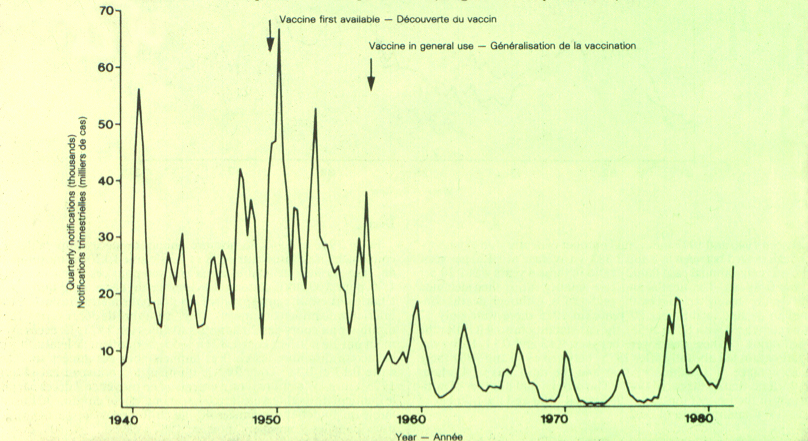 70
Vaccine first available — Découverte du vaccin
Vaccine in general use — Généralisation de la vaccination
60
50
40
30
20
10
Quarterly notifications (thousands)
Notifications trimestrielles (milliers de cas)
1940 1950 1960 1970 1980
Year — Année